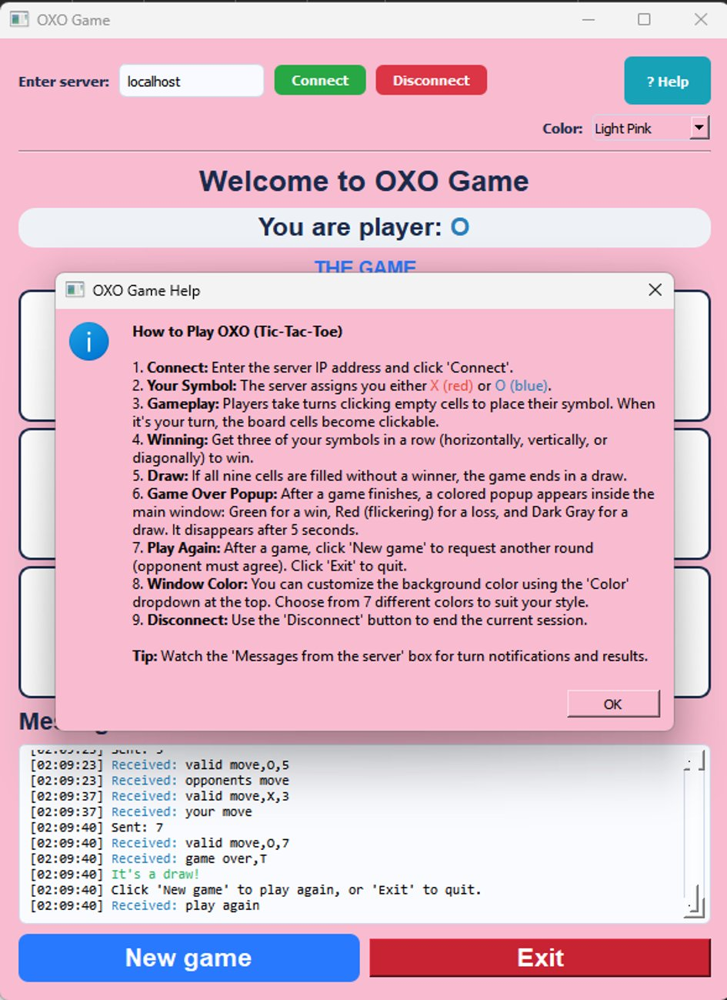 OXO Game
Enter server: localhost Connect Disconnect ? Help
Color: Light Pink
Welcome to OXO Game
You are player: O
THE GAME
OXO Game Help
How to Play OXO (Tic-Tac-Toe)
1. Connect: Enter the server IP address and click 'Connect'.
2. Your Symbol: The server assigns you either X (red) or O (blue).
3. Gameplay: Players take turns clicking empty cells to place their symbol. When
it's your turn, the board cells become clickable.
4. Winning: Get three of your symbols in a row (horizontally, vertically, or
diagonally) to win.
5. Draw: If all nine cells are filled without a winner, the game ends in a draw.
6. Game Over Popup: After a game finishes, a colored popup appears inside the
main window: Green for a win, Red (flickering) for a loss, and Dark Gray for a
draw. It disappears after 5 seconds.
7. Play Again: After a game, click 'New game' to request another round
(opponent must agree). Click 'Exit' to quit.
8. Window Color: You can customize the background color using the 'Color'
dropdown at the top. Choose from 7 different colors to suit your style.
9. Disconnect: Use the 'Disconnect' button to end the current session.
Tip: Watch the 'Messages from the server' box for turn notifications and results.
OK
[02:09:23] Sent: 5
[02:09:23] Received: valid move,O,5
[02:09:23] Received: opponents move
[02:09:37] Received: valid move,X,3
[02:09:37] Received: your move
[02:09:40] Sent: 7
[02:09:40] Received: valid move,O,7
[02:09:40] Received: game over,T
[02:09:40] It's a draw!
[02:09:40] Click 'New game' to play again, or 'Exit' to quit.
[02:09:40] Received: play again
New game Exit